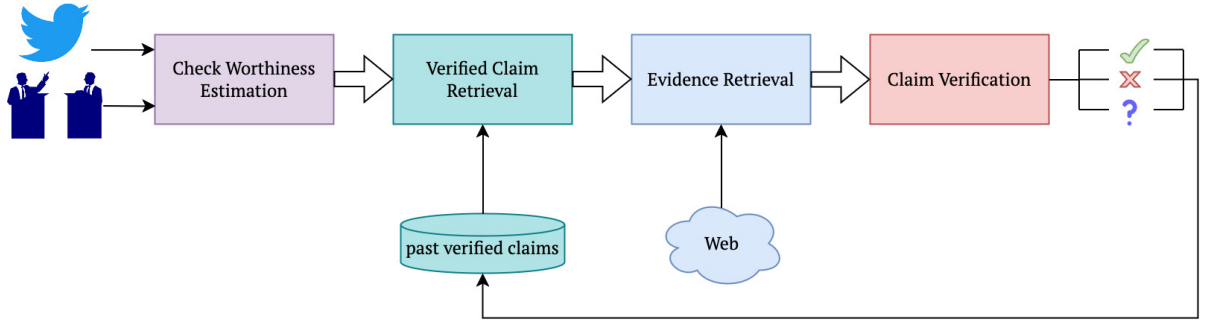 Check Worthiness
Estimation
Verified Claim
Retrieval
Evidence Retrieval
Claim Verification
?
past verified claims
Web